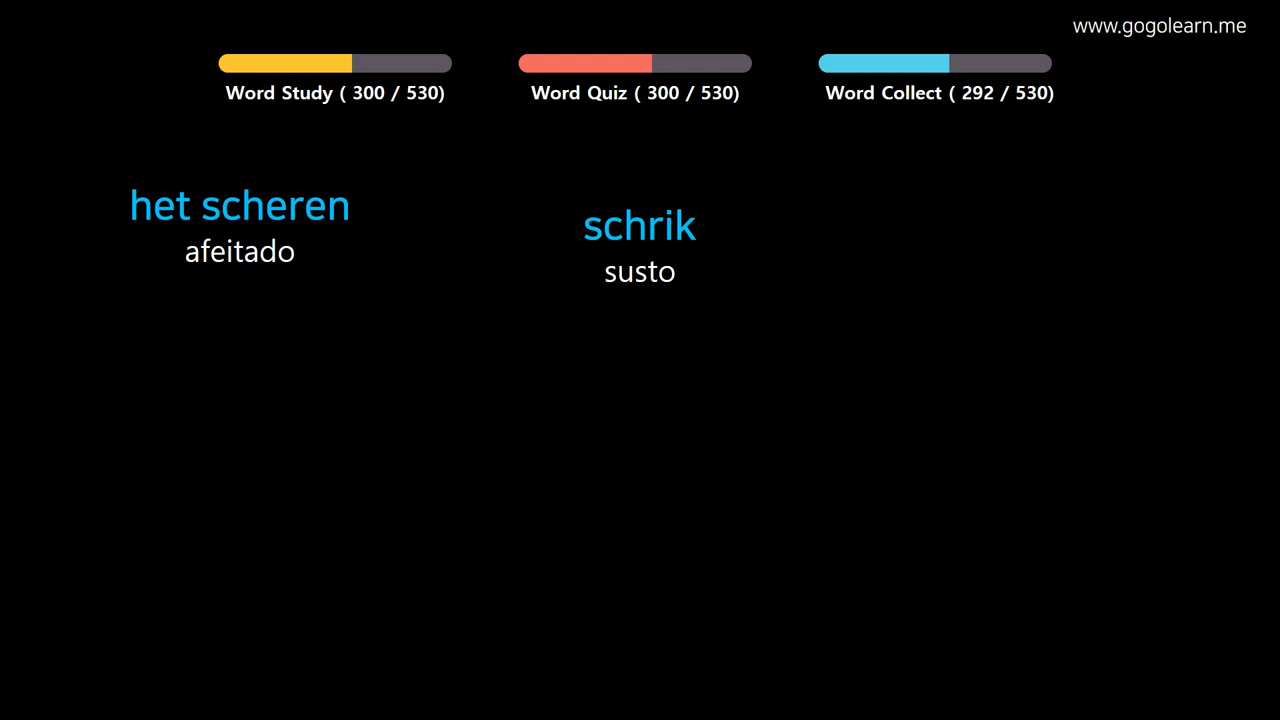 www.gogolearn.me
Word Study ( 300 / 530)
Word Quiz ( 300 / 530)
Word Collect ( 292 / 530)
het scheren
afeitado
schrik
susto